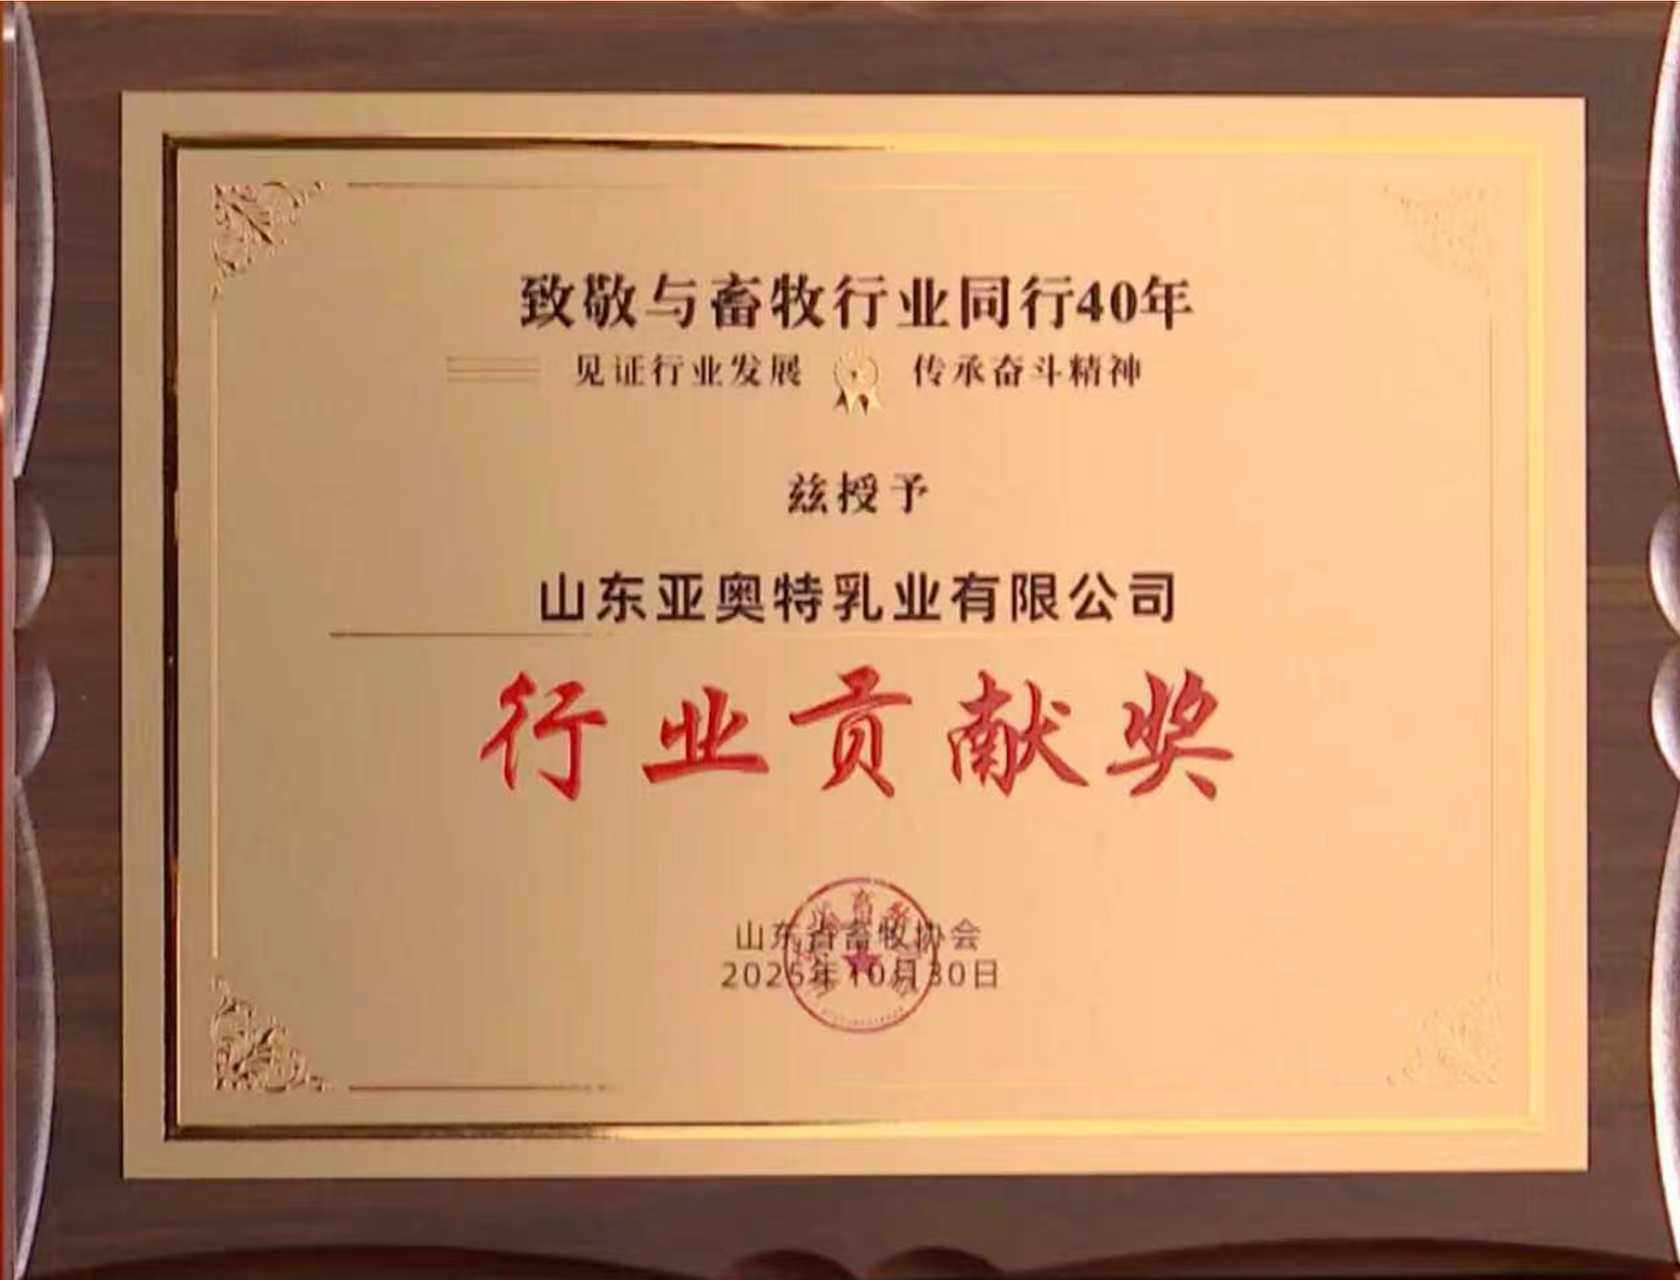 致敬与畜牧行业同行40年
见证行业发展 传承奋斗精神
兹授予
山东亚奥特乳业有限公司
行业贡献奖
山东省畜牧协会
2025年10月30日